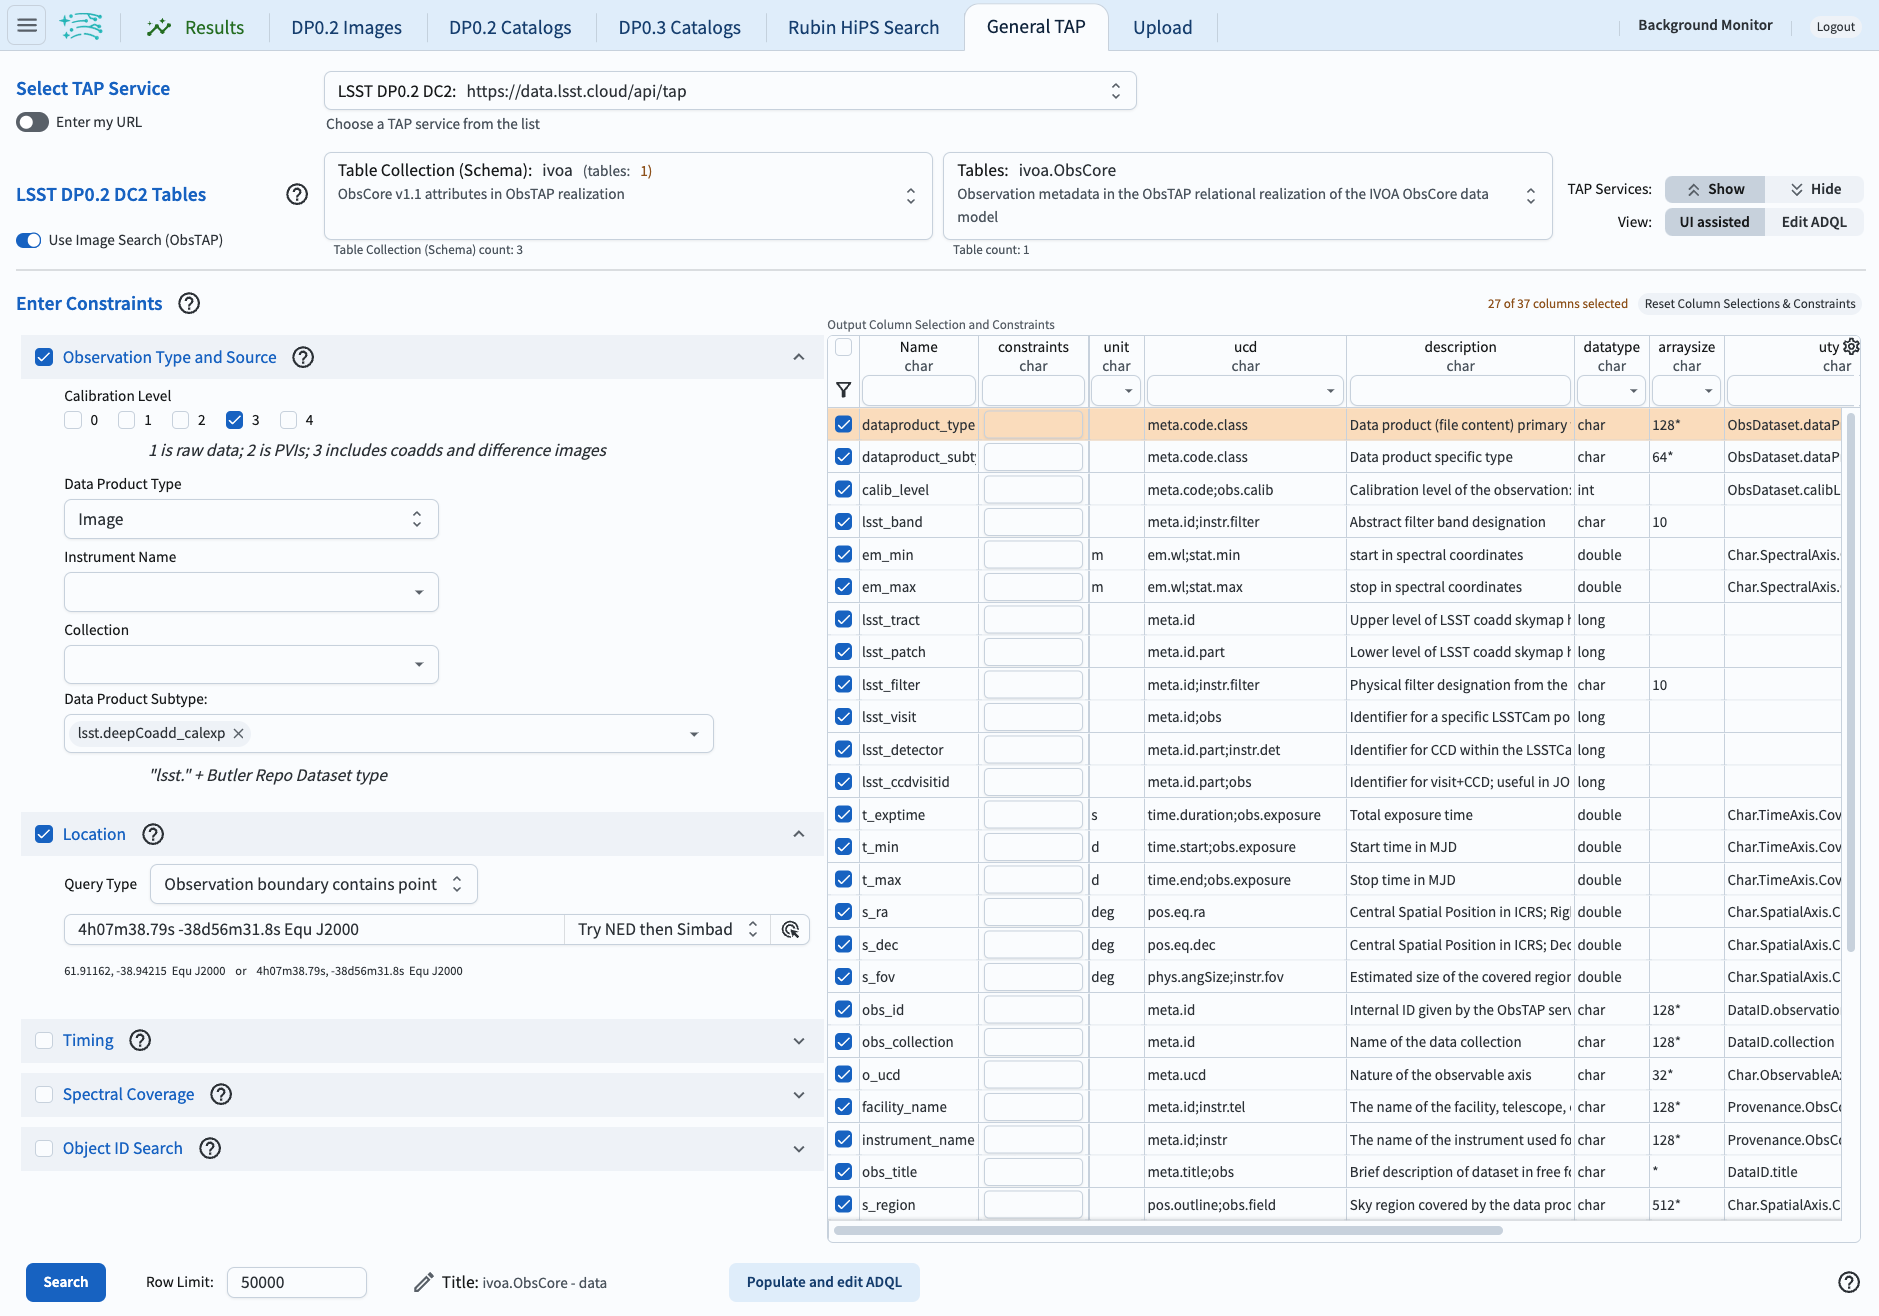 Results
DP0.2 Images
DP0.2 Catalogs
DP0.3 Catalogs
Rubin HiPS Search
General TAP
Upload
Background Monitor
Logout
Select TAP Service
Enter my URL
LSST DP0.2 DC2: https://data.lsst.cloud/api/tap
Choose a TAP service from the list
LSST DP0.2 DC2 Tables
Use Image Search (ObsTAP)
Table Collection (Schema): ivoa (tables: 1)
ObsCore v1.1 attributes in ObsTAP realization
Table Collection (Schema) count: 3
Tables: ivoa.ObsCore
Observation metadata in the ObsTAP relational realization of the IVOA ObsCore data
model
Table count: 1
TAP Services: Show Hide
View: UI assisted Edit ADQL
Enter Constraints
27 of 37 columns selected
Reset Column Selections & Constraints
Observation Type and Source
Calibration Level
0 1 2 3 4
1 is raw data; 2 is PVIs; 3 includes coadds and difference images
Data Product Type
Image
Instrument Name
Collection
Data Product Subtype:
lsst.deepCoadd_calexp
"lsst." + Butler Repo Dataset type
Location
Query Type Observation boundary contains point
4h07m38.79s -38d56m31.8s Equ J2000 Try NED then Simbad
61.91162, -38.94215 Equ J2000 or 4h07m38.79s, -38d56m31.8s Equ J2000
Timing
Spectral Coverage
Object ID Search
Output Column Selection and Constraints
Name constraints unit ucd description datatype arraysize uty
char char char char char char char char
dataproduct_type meta.code.class Data product (file content) primary char 128* ObsDataset.dataP
dataproduct_subt meta.code.class Data product specific type char 64* ObsDataset.dataP
calib_level meta.code;obs.calib Calibration level of the observation: int ObsDataset.calibL
lsst_band meta.id;instr.filter Abstract filter band designation char 10
em_min m em.wl;stat.min start in spectral coordinates double Char.SpectralAxis.
em_max m em.wl;stat.max stop in spectral coordinates double Char.SpectralAxis.
lsst_tract meta.id Upper level of LSST coadd skymap h long
lsst_patch meta.id.part Lower level of LSST coadd skymap h long
lsst_filter meta.id;instr.filter Physical filter designation from the char 10
lsst_visit meta.id;obs Identifier for a specific LSSTCam po long
lsst_detector meta.id.part;instr.det Identifier for CCD within the LSSTCa long
lsst_ccdvisitid meta.id.part;obs Identifier for visit+CCD; useful in JO long
t_exptime s time.duration;obs.exposure Total exposure time double Char.TimeAxis.Cov
t_min d time.start;obs.exposure Start time in MJD double Char.TimeAxis.Cov
t_max d time.end;obs.exposure Stop time in MJD double Char.TimeAxis.Cov
s_ra deg pos.eq.ra Central Spatial Position in ICRS; Rig double Char.SpatialAxis.C
s_dec deg pos.eq.dec Central Spatial Position in ICRS; Dec double Char.SpatialAxis.C
s_fov deg phys.angSize;instr.fov Estimated size of the covered region double Char.SpatialAxis.C
obs_id meta.id Internal ID given by the ObsTAP serv char 128* DataID.observatio
obs_collection meta.id Name of the data collection char 128* DataID.collection
o_ucd meta.ucd Nature of the observable axis char 32* Char.ObservableA
facility_name meta.id;instr.tel The name of the facility, telescope, char 128* Provenance.ObsCo
instrument_name meta.id;instr The name of the instrument used fo char 128* Provenance.ObsCo
obs_title meta.title;obs Brief description of dataset in free fo char * DataID.title
s_region pos.outline;obs.field Sky region covered by the data proc char 512* Char.SpatialAxis.C
Search
Row Limit: 50000
Title: ivoa.ObsCore - data
Populate and edit ADQL